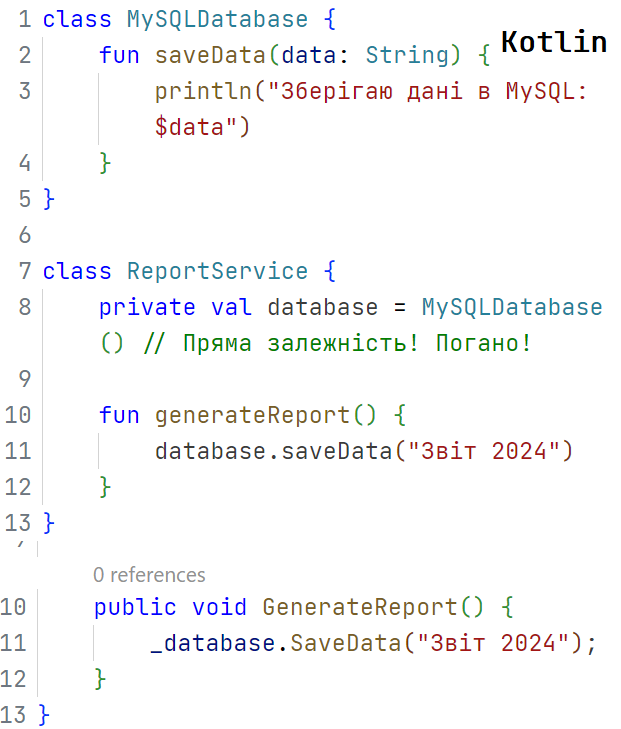 1 class MySQLDatabase {
Kotlin
2 fun saveData(data: String) {
3 println("Зберігаю дані в MySQL:
$data")
4 }
5 }
6
7 class ReportService {
8 private val database = MySQLDatabase
() // Пряма залежність! Погано!
9
10 fun generateReport() {
11 database.saveData("Звіт 2024")
12 }
13 }
0 references
10 public void GenerateReport() {
11 _database.SaveData("Звіт 2024");
12 }
13 }